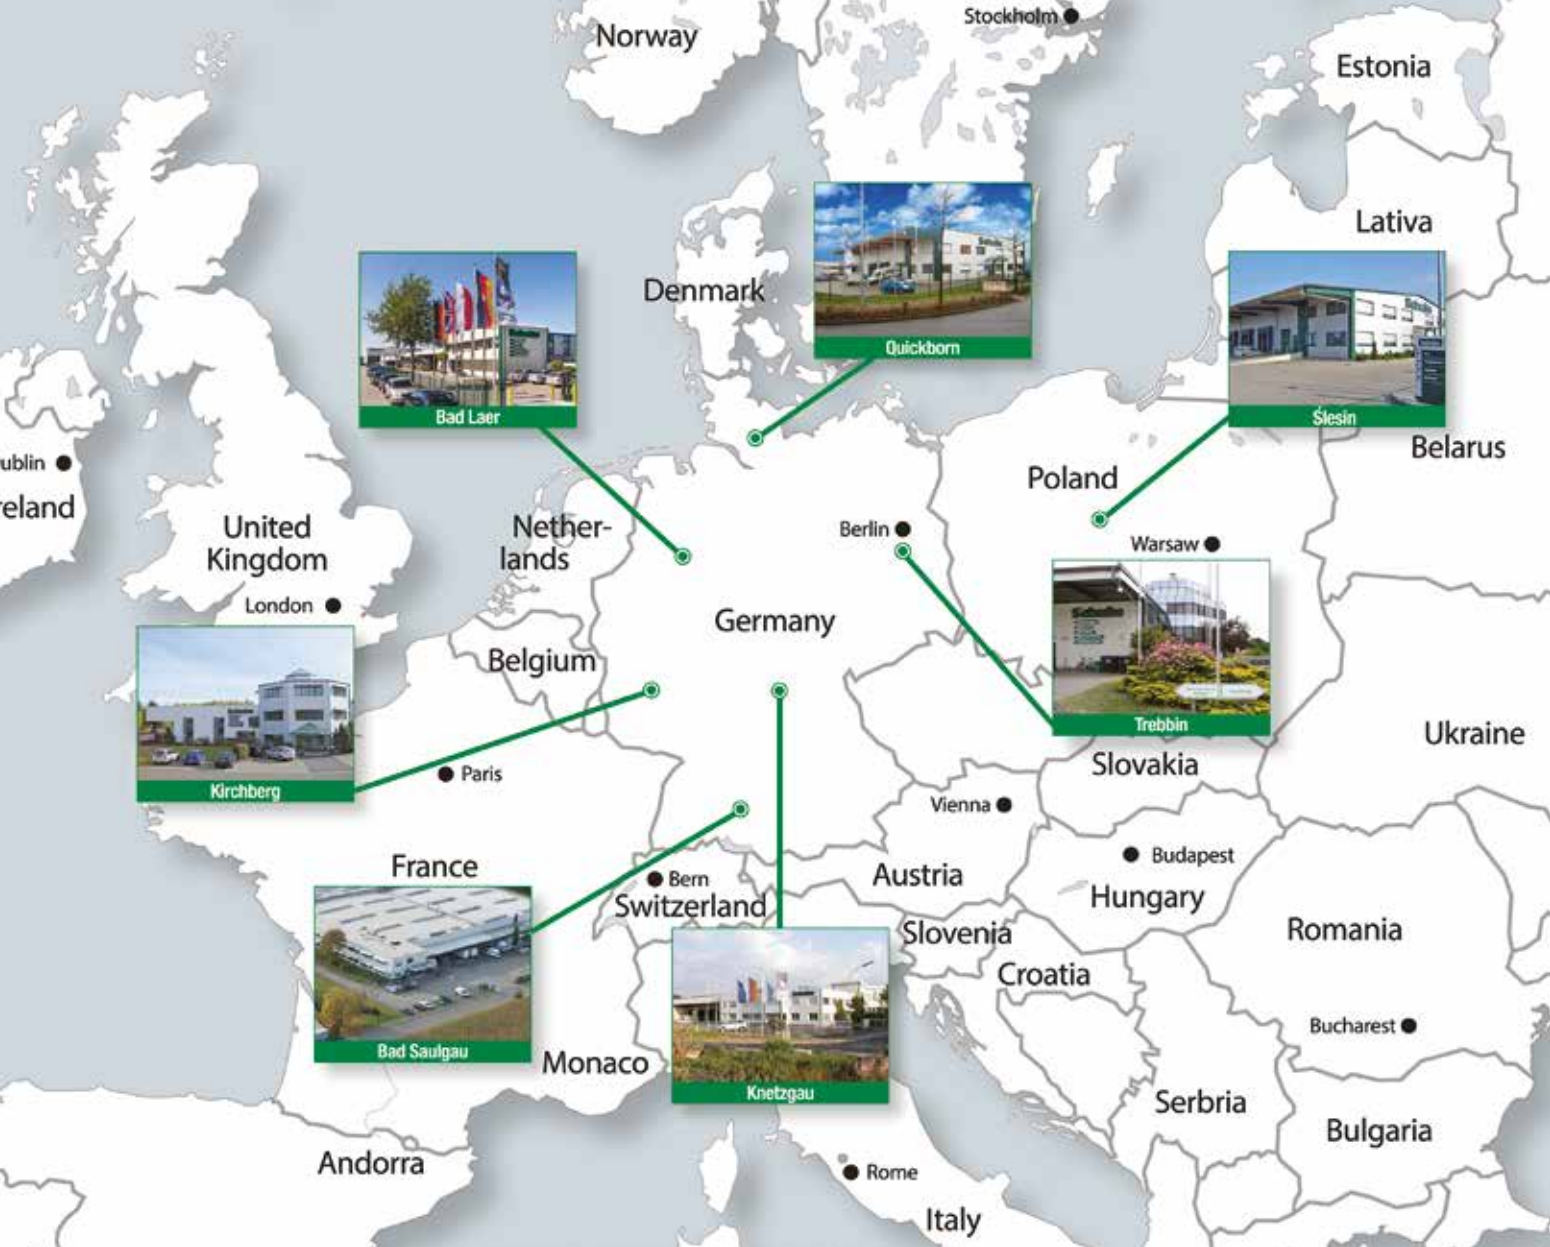 Stockholm
Norway
Estonia
Lativa
Denmark
Quickborn
Bad Laer
Ślesin
Belarus
ublin
reland
Poland
United
Kingdom
Nether-
lands
Berlin
Warsaw
London
Germany
Belgium
Schulte
Trebbin
Ukraine
Slovakia
Paris
Kirchberg
Vienna
Budapest
France
Bern
Austria
Switzerland
Hungary
Slovenia
Romania
Croatia
Bucharest
Bad Saulgau
Monaco
Knetzgau
Serbria
Bulgaria
Andorra
Rome
Italy